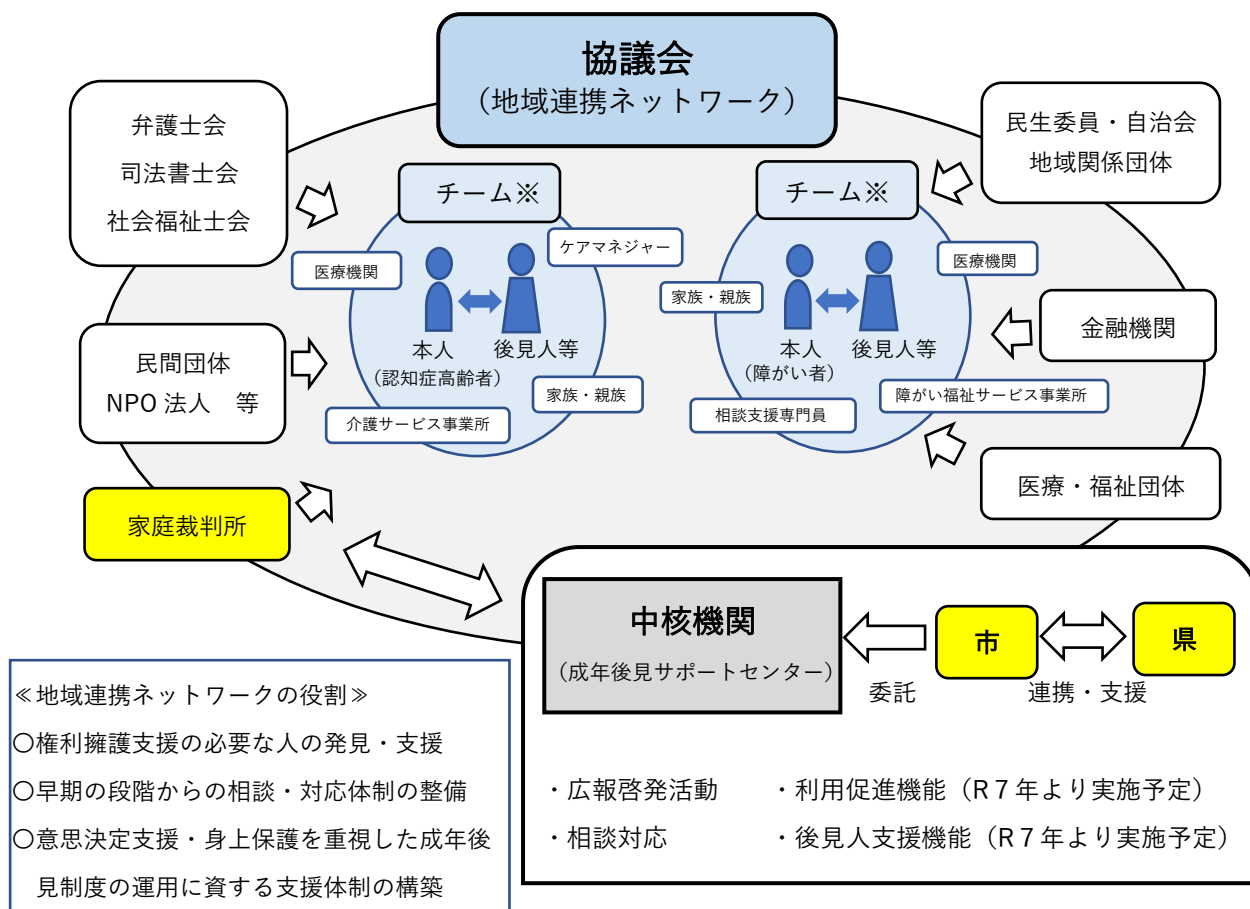 協議会
（地域連携ネットワーク）
弁護士会
司法書士会
社会福祉士会
民生委員・自治会
地域関係団体
チーム※
ケアマネジャー
医療機関
本人
後見人等
（認知症高齢者）
家族・親族
介護サービス事業所
チーム※
医療機関
家族・親族
本人
後見人等
（障がい者）
障がい福祉サービス事業所
相談支援専門員
民間団体
NPO 法人　等
金融機関
医療・福祉団体
家庭裁判所
中核機関
（成年後見サポートセンター）
委託
市
連携・支援
県
・広報啓発活動
・利用促進機能（R７年より実施予定）
・相談対応
・後見人支援機能（R７年より実施予定）
≪地域連携ネットワークの役割≫
〇権利擁護支援の必要な人の発見・支援
〇早期の段階からの相談・対応体制の整備
〇意思決定支援・身上保護を重視した成年後
見制度の運用に資する支援体制の構築